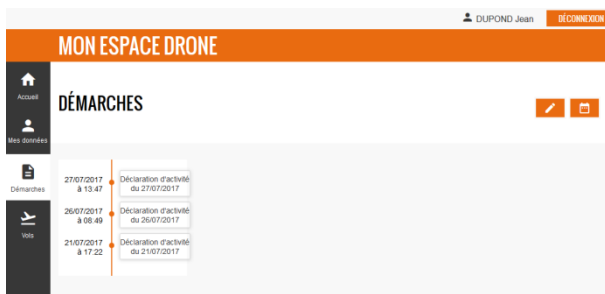 DUPOND Jean
DÉCONNEXION
MON ESPACE DRONE
Accueil
Mes données
Démarches
Vols
DÉMARCHES
27/07/2017
à 13:47
Déclaration d'activité
du 27/07/2017
26/07/2017
à 08:49
Déclaration d'activité
du 26/07/2017
21/07/2017
à 17:22
Déclaration d'activité
du 21/07/2017